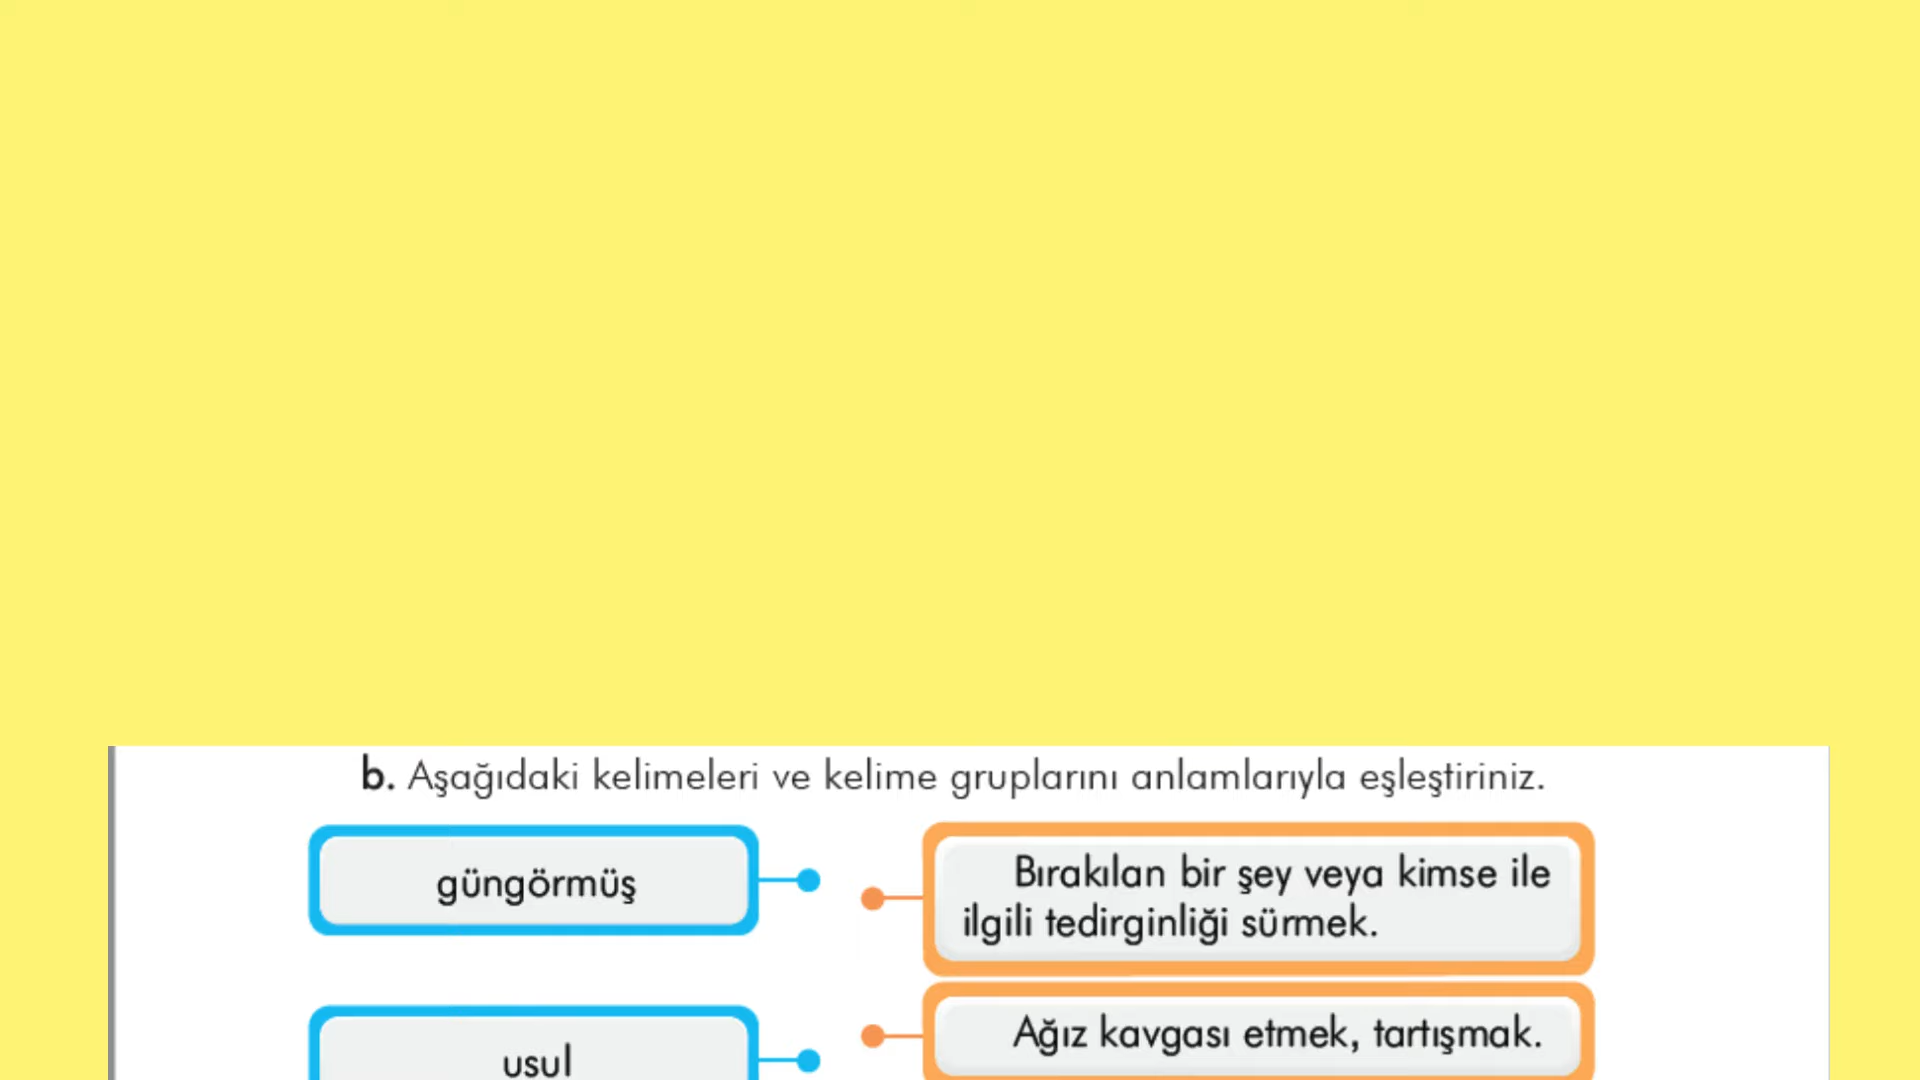 b. Aşağıdaki kelimeleri ve kelime gruplarını anlamlarıyla eşleştiriniz.
güngörmüş
Bırakılan bir şey veya kimse ile
ilgili tedirginliği sürmek.
usul
Ağız kavgası etmek, tartışmak.